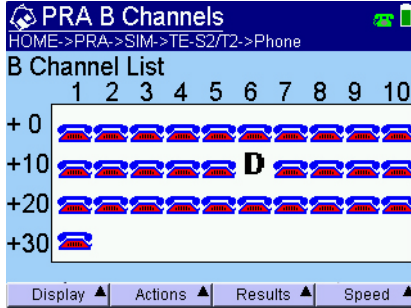 PRA B Channels
HOME->PRA->SIM->TE-S2/T2->Phone
B Channel List
1 2 3 4 5 6 7 8 9 10
+ 0
+10 D
+20
+30
Display Actions Results Speed